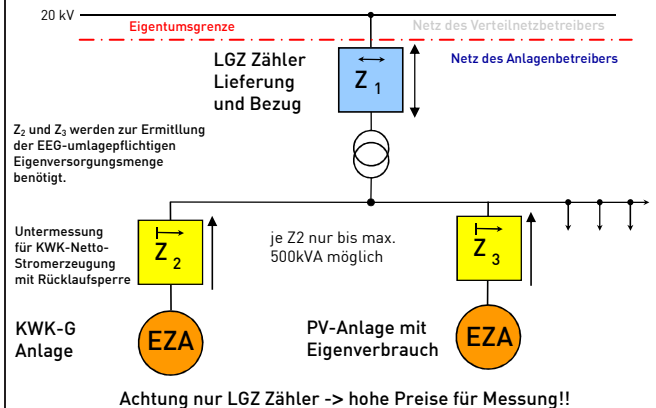 20 kV
Eigentumsgrenze
Netz des Verteilnetzbetreibers
Netz des Anlagenbetreibers
LGZ Zähler
Lieferung
und Bezug
Z 1
Z₂ und Z₃ werden zur Ermitllung
der EEG-umlagepflichtigen
Eigenversorgungsmenge
benötigt.
Untermessung
für KWK-Netto-
Stromerzeugung
mit Rücklaufsperre
Z 2
je Z2 nur bis max.
500kVA möglich
Z 3
KWK-G
Anlage
EZA
PV-Anlage mit
Eigenverbrauch
EZA
Achtung nur LGZ Zähler -> hohe Preise für Messung!!